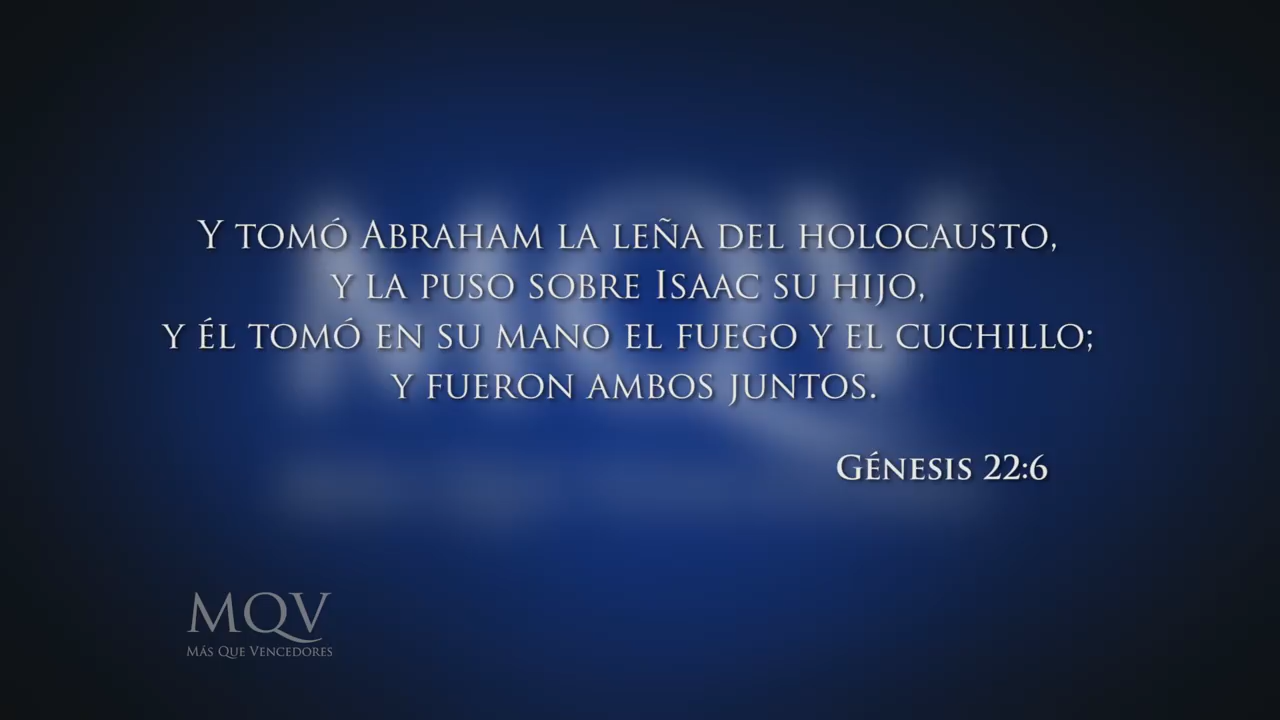 Y tomó Abraham la leña del holocausto,
y la puso sobre Isaac su hijo,
y él tomó en su mano el fuego y el cuchillo;
y fueron ambos juntos.
Génesis 22:6
MQV
Más Que Vencedores